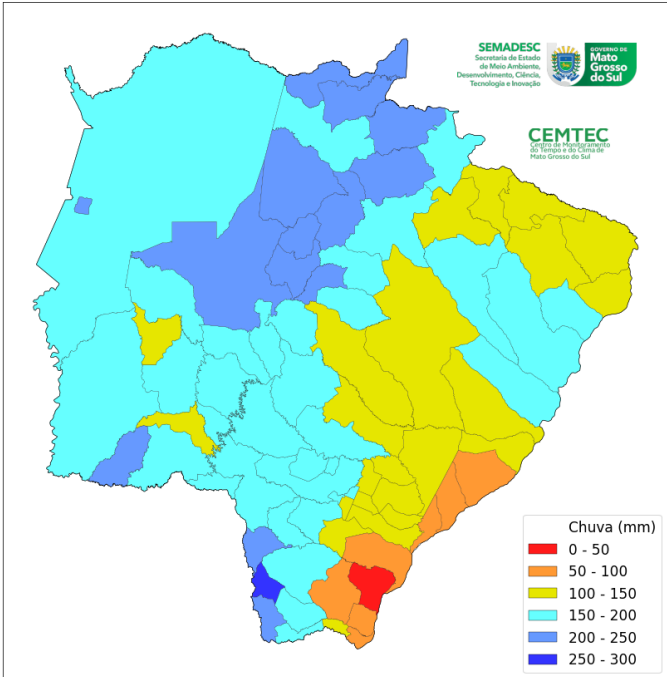 SEMADESC
Secretaria de Estado
de Meio Ambiente,
Desenvolvimento, Ciência,
Tecnologia e Inovação
GOVERNO DE
Mato
Grosso
do Sul
CEMTEC
Centro de Monitoramento
do Tempo e do Clima de
Mato Grosso do Sul
Chuva (mm)
0 - 50
50 - 100
100 - 150
150 - 200
200 - 250
250 - 300